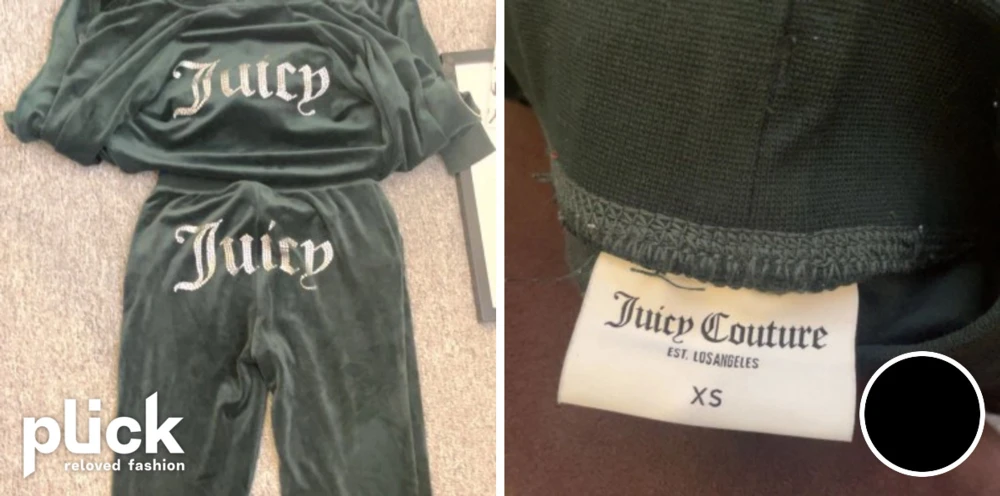 Juicy
Juicy
plick
reloved fashion
Juicy Couture
EST. LOSANGELES
XS